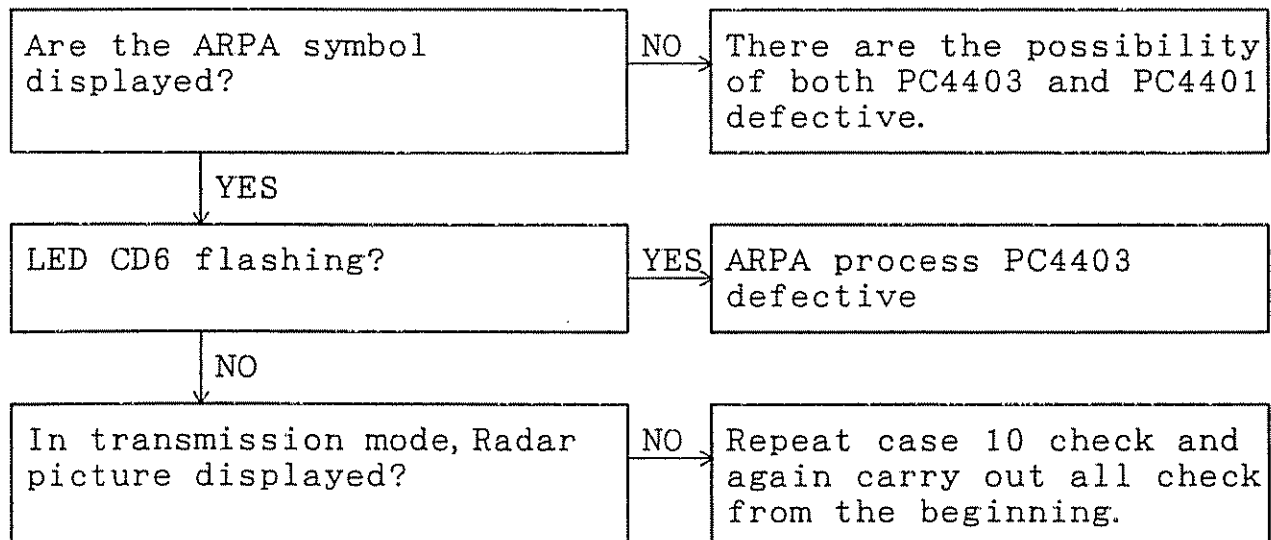 Are the ARPA symbol
displayed?
NO
There are the possibility
of both PC4403 and PC4401
defective.
YES
LED CD6 flashing?
YES
ARPA process PC4403
defective
NO
In transmission mode, Radar
picture displayed?
NO
Repeat case 10 check and
again carry out all check
from the beginning.